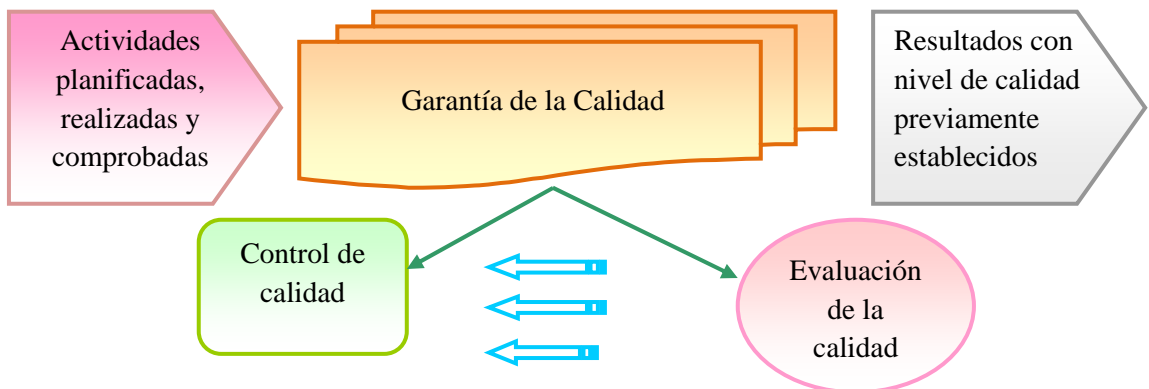 Actividades
planificadas,
realizadas y
comprobadas
Garantía de la Calidad
Resultados con
nivel de calidad
previamente
establecidos
Control de
calidad
Evaluación
de la
calidad